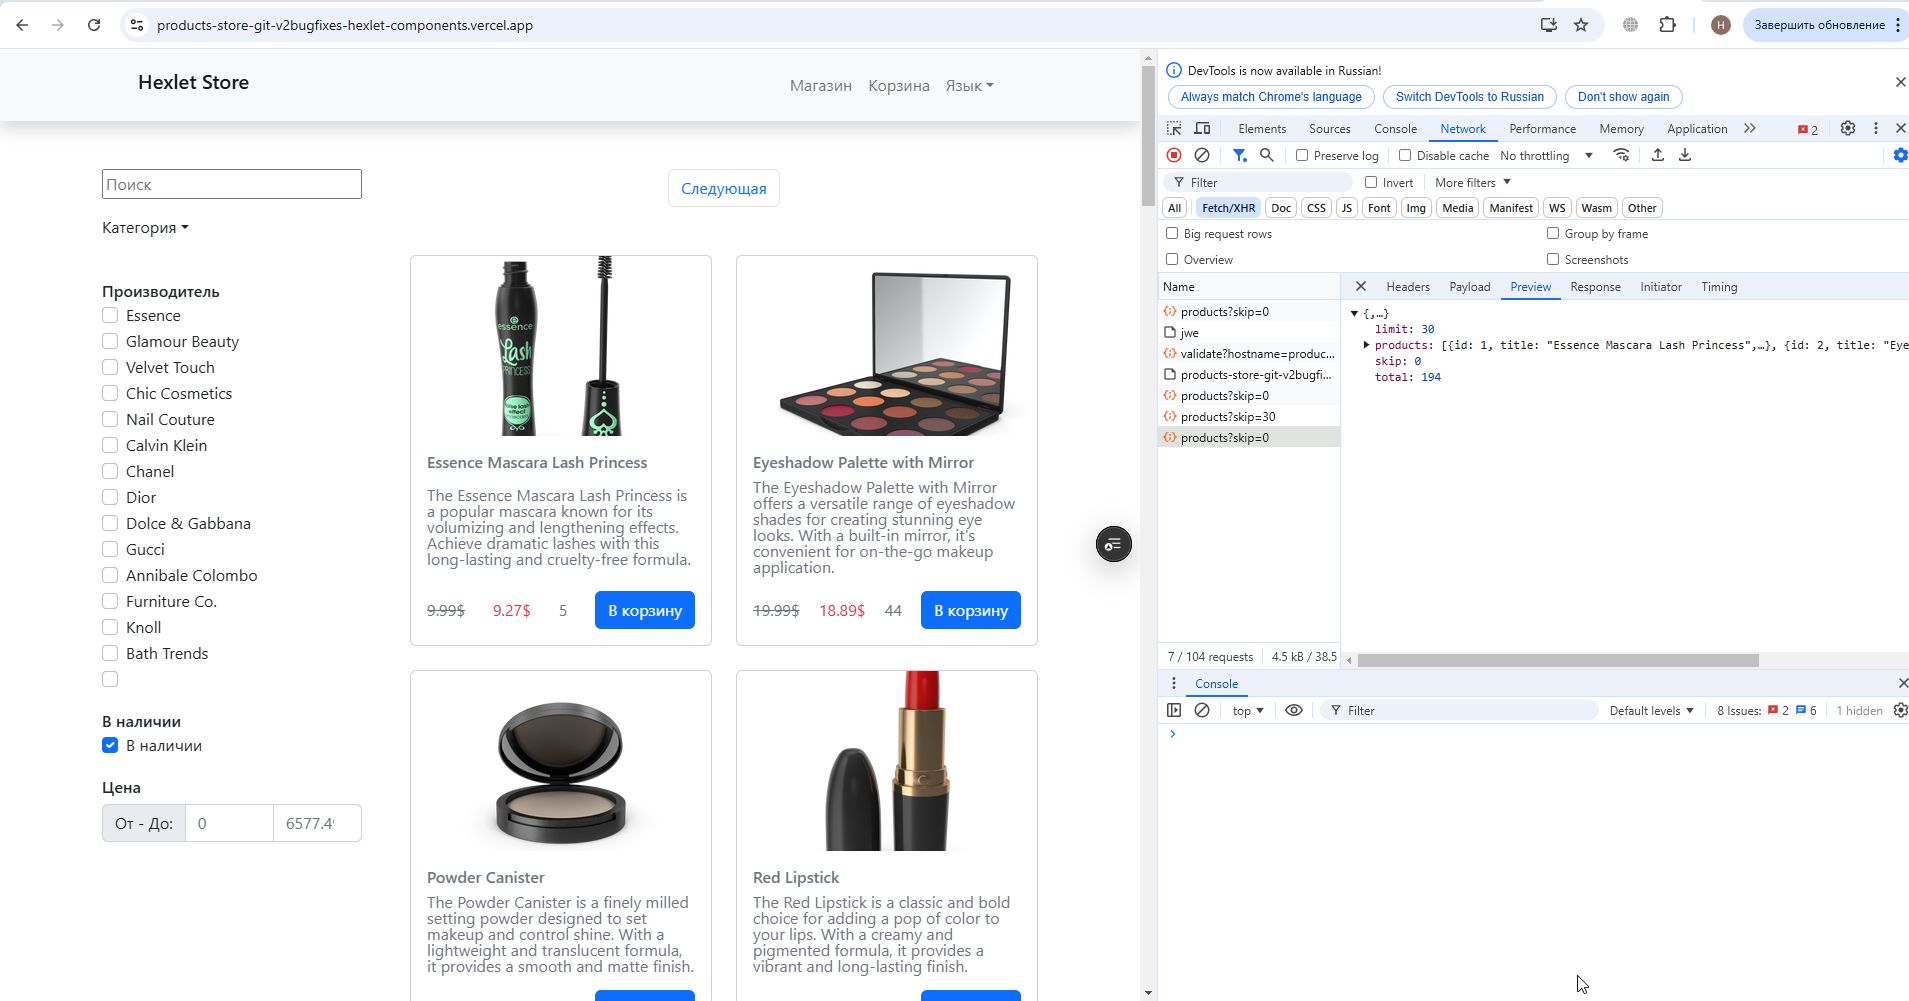 products-store-git-v2bugfixes-hexlet-components.vercel.app
H
Завершить обновление
Hexlet Store
Магазин
Корзина
Язык
Поиск
Категория
Производитель
Essence
Glamour Beauty
Velvet Touch
Chic Cosmetics
Nail Couture
Calvin Klein
Chanel
Dior
Dolce & Gabbana
Gucci
Annibale Colombo
Furniture Co.
Knoll
Bath Trends
В наличии
В наличии
Цена
От - До: 0 6577.4
Следующая
essence
Lash
PRINCESS
Essence Mascara Lash Princess
The Essence Mascara Lash Princess is
a popular mascara known for its
volumizing and lengthening effects.
Achieve dramatic lashes with this
long-lasting and cruelty-free formula.
9.99$ 9.27$ 5 В корзину
Eyeshadow Palette with Mirror
The Eyeshadow Palette with Mirror
offers a versatile range of eyeshadow
shades for creating stunning eye
looks. With a built-in mirror, it's
convenient for on-the-go makeup
application.
19.99$ 18.89$ 44 В корзину
Powder Canister
The Powder Canister is a finely milled
setting powder designed to set
makeup and control shine. With a
lightweight and translucent formula,
it provides a smooth and matte finish.
Red Lipstick
The Red Lipstick is a classic and bold
choice for adding a pop of color to
your lips. With a creamy and
pigmented formula, it provides a
vibrant and long-lasting finish.
DevTools is now available in Russian!
Always match Chrome's language
Switch DevTools to Russian
Don't show again
Elements Sources Console Network Performance Memory Application 2
Preserve log Disable cache No throttling
Filter Invert More filters
All Fetch/XHR Doc CSS JS Font Img Media Manifest WS Wasm Other
Big request rows Group by frame
Overview Screenshots
Name
products?skip=0
jwe
validate?hostname=produc...
products-store-git-v2bugfi...
products?skip=0
products?skip=30
products?skip=0
Headers Payload Preview Response Initiator Timing
{,…}
limit: 30
products: [{id: 1, title: "Essence Mascara Lash Princess",…}, {id: 2, title: "Eye
skip: 0
total: 194
7 / 104 requests 4.5 kB / 38.5
Console
top Filter Default levels 8 Issues: 2 6 1 hidden